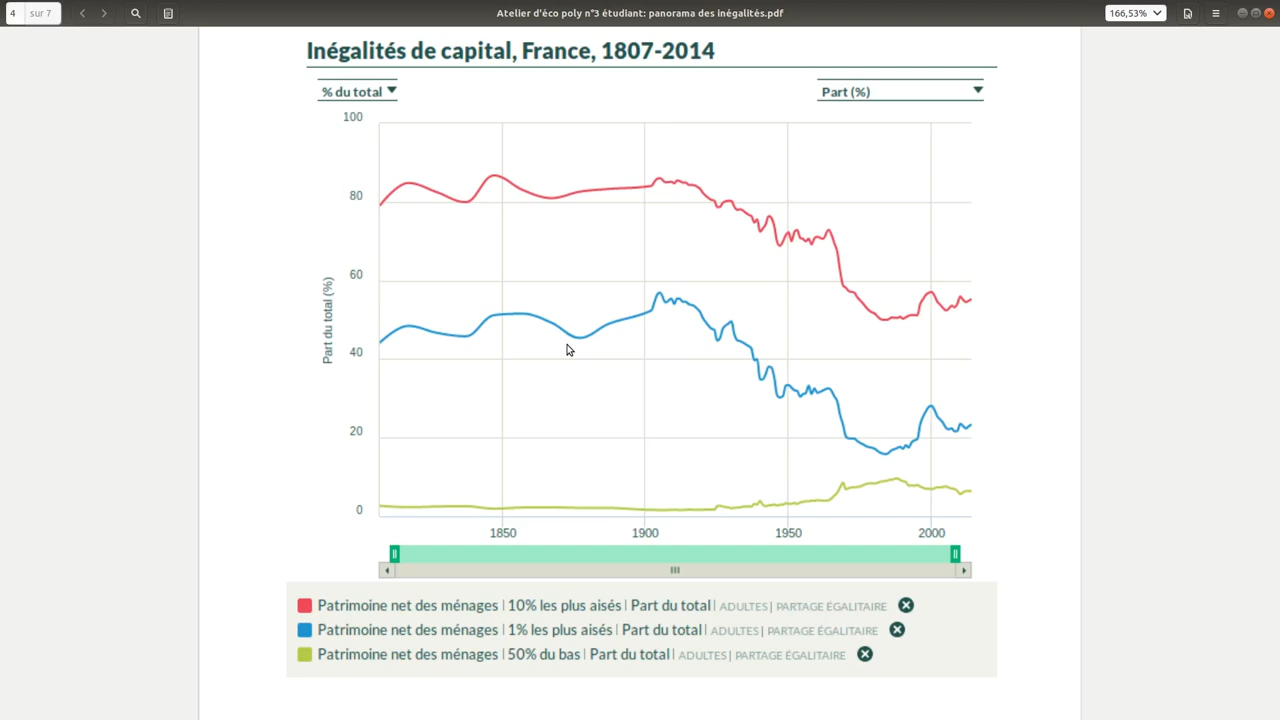 4 sur 7
Atelier d'éco poly n°3 étudiant: panorama des inégalités.pdf
166,53%
Inégalités de capital, France, 1807-2014
% du total
Part (%)
Part du total (%)
100
80
60
40
20
0
1850 1900 1950 2000
Patrimoine net des ménages | 10% les plus aisés | Part du total | ADULTES | PARTAGE ÉGALITAIRE
Patrimoine net des ménages | 1% les plus aisés | Part du total | ADULTES | PARTAGE ÉGALITAIRE
Patrimoine net des ménages | 50% du bas | Part du total | ADULTES | PARTAGE ÉGALITAIRE